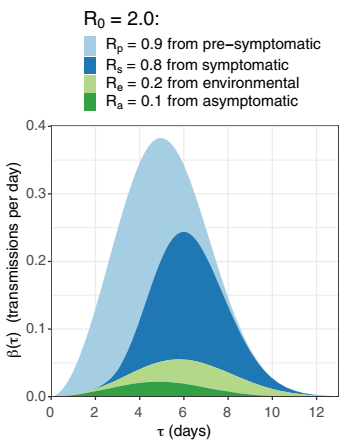 R₀ = 2.0:
Rₚ = 0.9 from pre−symptomatic
Rₛ = 0.8 from symptomatic
Rₑ = 0.2 from environmental
Rₐ = 0.1 from asymptomatic
0.4
0.3
0.2
0.1
0.0
β(τ) (transmissions per day)
0 2 4 6 8 10 12
τ (days)